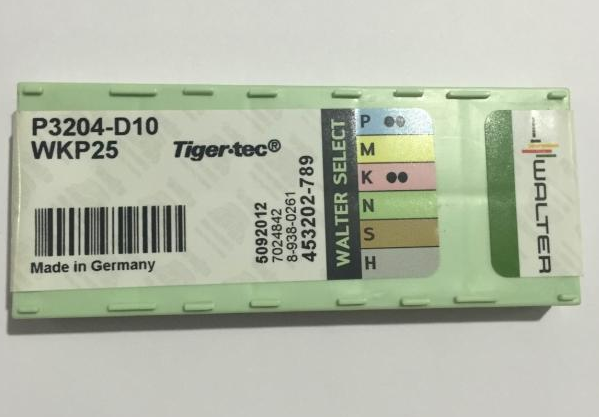 P3204-D10
WKP25
Tiger·tec®
Made in Germany
5092012
7024842
8-938-0261
453202-789
WALTER SELECT
P ●●
M
K ●●
N
S
H
WALTER